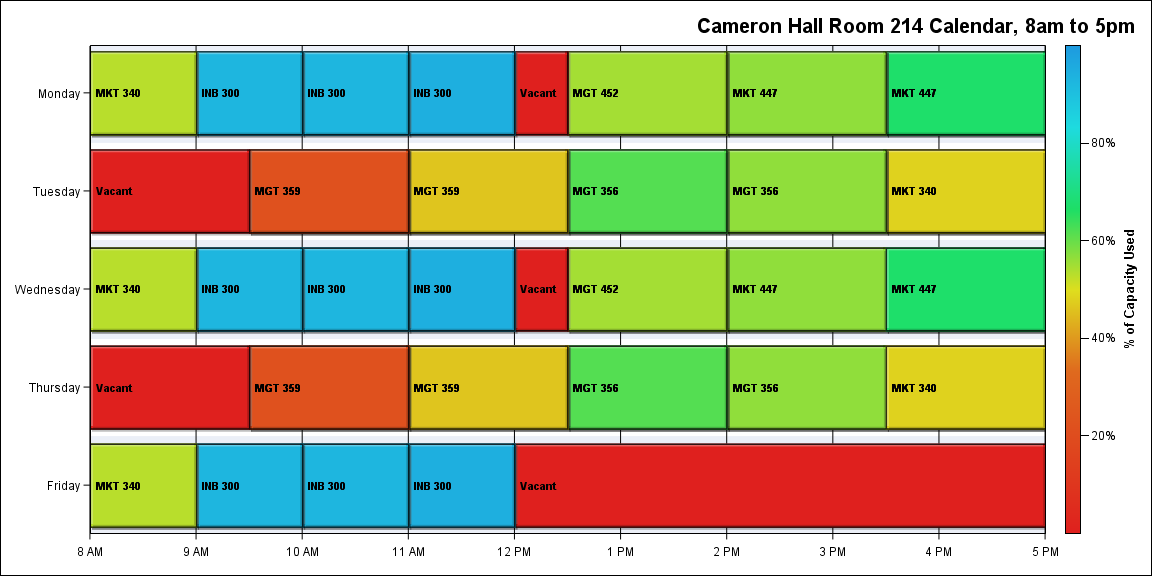 Cameron Hall Room 214 Calendar, 8am to 5pm
Monday
MKT 340
INB 300
INB 300
INB 300
Vacant
MGT 452
MKT 447
MKT 447
Tuesday
Vacant
MGT 359
MGT 359
MGT 356
MGT 356
MKT 340
Wednesday
MKT 340
INB 300
INB 300
INB 300
Vacant
MGT 452
MKT 447
MKT 447
Thursday
Vacant
MGT 359
MGT 359
MGT 356
MGT 356
MKT 340
Friday
MKT 340
INB 300
INB 300
INB 300
Vacant
8 AM
9 AM
10 AM
11 AM
12 PM
1 PM
2 PM
3 PM
4 PM
5 PM
80%
60%
40%
20%
% of Capacity Used